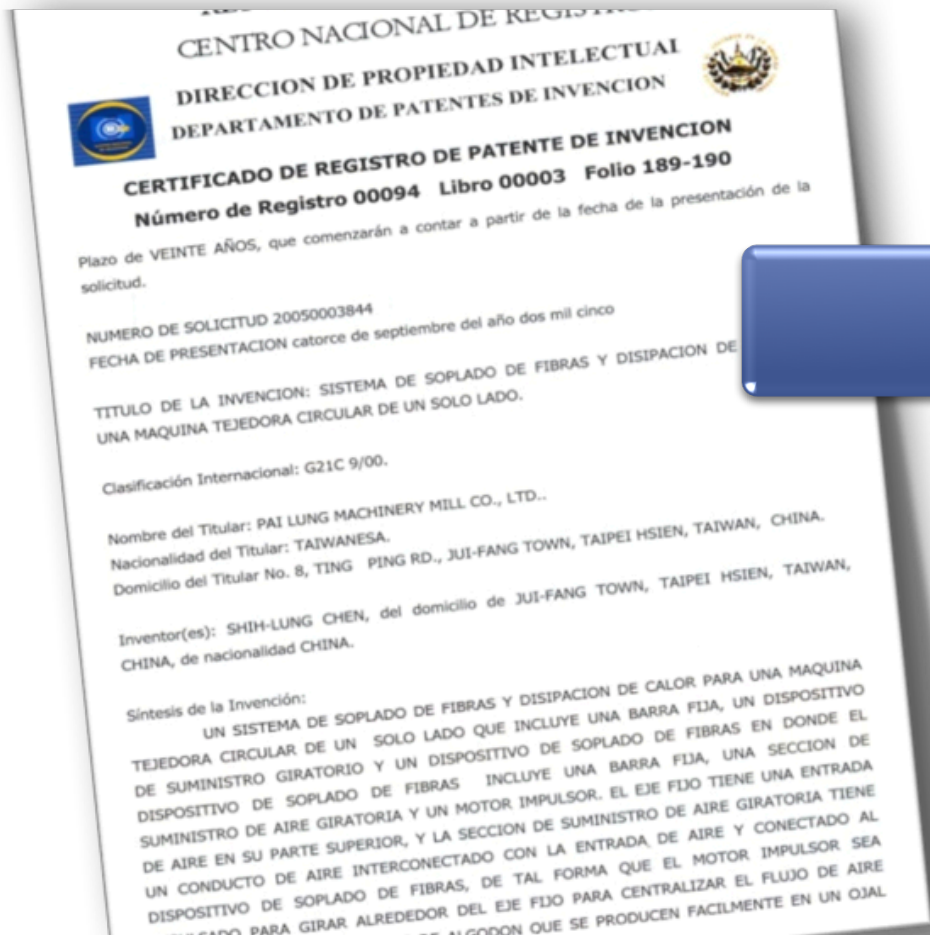 CENTRO NACIONAL DE
DIRECCION DE PROPIEDAD INTELECTUAL
DEPARTAMENTO DE PATENTES DE INVENCION
CERTIFICADO DE REGISTRO DE PATENTE DE INVENCION
Número de Registro 00094 Libro 00003 Folio 189-190
Plazo de VEINTE AÑOS, que comenzarán a contar a partir de la fecha de la presentación de la
solicitud.
NUMERO DE SOLICITUD 20050003844
FECHA DE PRESENTACION catorce de septiembre del año dos mil cinco
TITULO DE LA INVENCION: SISTEMA DE SOPLADO DE FIBRAS Y DISIPACION DE
UNA MAQUINA TEJEDORA CIRCULAR DE UN SOLO LADO.
Clasificación Internacional: G21C 9/00.
Nombre del Titular: PAI LUNG MACHINERY MILL CO., LTD..
Nacionalidad del Titular: TAIWANESA.
Domicilio del Titular No. 8, TING PING RD., JUI-FANG TOWN, TAIPEI HSIEN, TAIWAN, CHINA.
Inventor(es): SHIH-LUNG CHEN, del domicilio de JUI-FANG TOWN, TAIPEI HSIEN, TAIWAN,
CHINA, de nacionalidad CHINA.
Síntesis de la Invención:
UN SISTEMA DE SOPLADO DE FIBRAS Y DISIPACION DE CALOR PARA UNA MAQUINA
TEJEDORA CIRCULAR DE UN SOLO LADO QUE INCLUYE UNA BARRA FIJA, UN DISPOSITIVO
DE SUMINISTRO GIRATORIO Y UN DISPOSITIVO DE SOPLADO DE FIBRAS EN DONDE EL
DISPOSITIVO DE SOPLADO DE FIBRAS INCLUYE UNA BARRA FIJA, UNA SECCION DE
SUMINISTRO DE AIRE GIRATORIA Y UN MOTOR IMPULSOR. EL EJE FIJO TIENE UNA ENTRADA
DE AIRE EN SU PARTE SUPERIOR, Y LA SECCION DE SUMINISTRO DE AIRE GIRATORIA TIENE
UN CONDUCTO DE AIRE INTERCONECTADO CON LA ENTRADA DE AIRE Y CONECTADO AL
DISPOSITIVO DE SOPLADO DE FIBRAS, DE TAL FORMA QUE EL MOTOR IMPULSOR SEA
PARA GIRAR ALREDEDOR DEL EJE FIJO PARA CENTRALIZAR EL FLUJO DE AIRE
ALGODON QUE SE PRODUCEN FACILMENTE EN UN OJAL